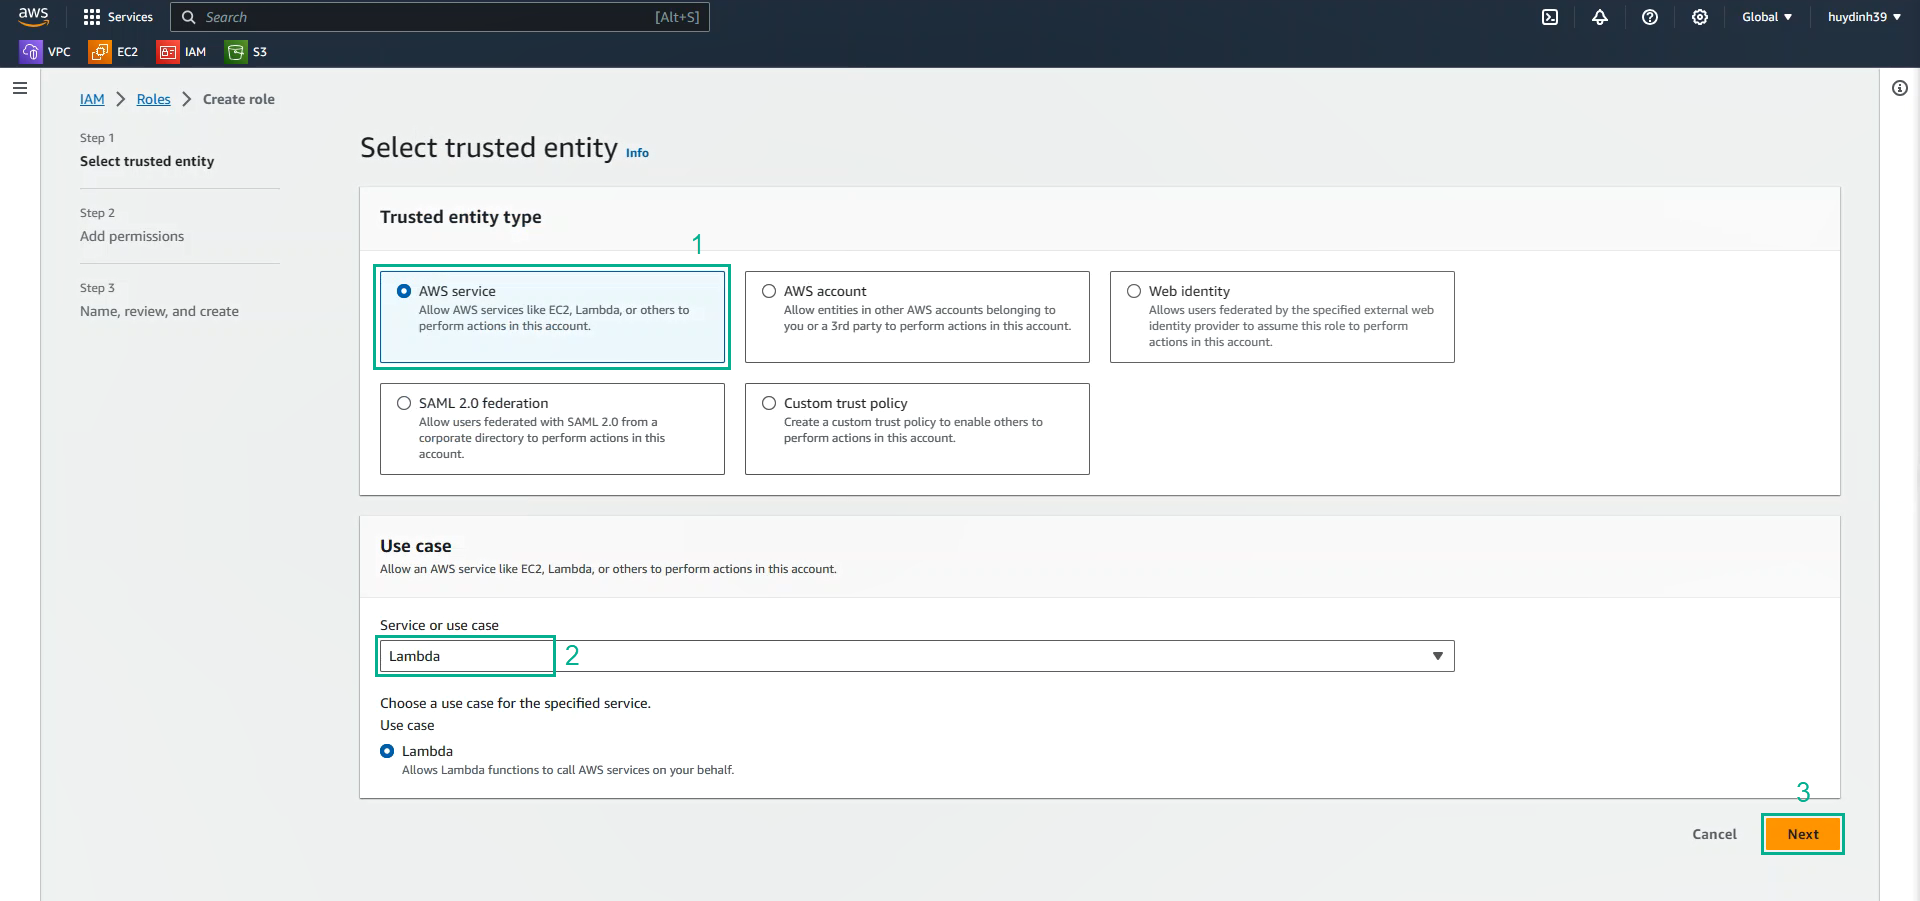 aws
Services
Search
[Alt+S]
Global
huydinh39
VPC
EC2
IAM
S3
IAM
Roles
Create role
Step 1
Select trusted entity
Step 2
Add permissions
Step 3
Name, review, and create
Select trusted entity Info
Trusted entity type
1
AWS service
Allow AWS services like EC2, Lambda, or others to
perform actions in this account.
AWS account
Allow entities in other AWS accounts belonging to
you or a 3rd party to perform actions in this account.
Web identity
Allows users federated by the specified external web
identity provider to assume this role to perform
actions in this account.
SAML 2.0 federation
Allow users federated with SAML 2.0 from a
corporate directory to perform actions in this
account.
Custom trust policy
Create a custom trust policy to enable others to
perform actions in this account.
Use case
Allow an AWS service like EC2, Lambda, or others to perform actions in this account.
Service or use case
Lambda
2
Choose a use case for the specified service.
Use case
Lambda
Allows Lambda functions to call AWS services on your behalf.
3
Cancel
Next